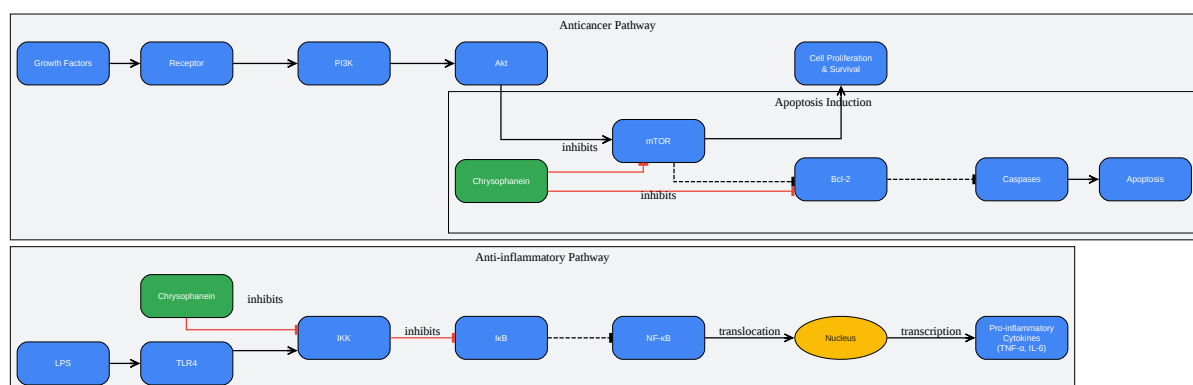 Anticancer Pathway
Growth Factors
Receptor
PI3K
Akt
Cell Proliferation
& Survival
Apoptosis Induction
mTOR
inhibits
Chrysophanein
inhibits
Bcl-2
Caspases
Apoptosis
Anti-inflammatory Pathway
Chrysophanein
inhibits
IKK
inhibits
IκB
NF-κB
translocation
Nucleus
transcription
Pro-inflammatory
Cytokines
(TNF-α, IL-6)
LPS
TLR4